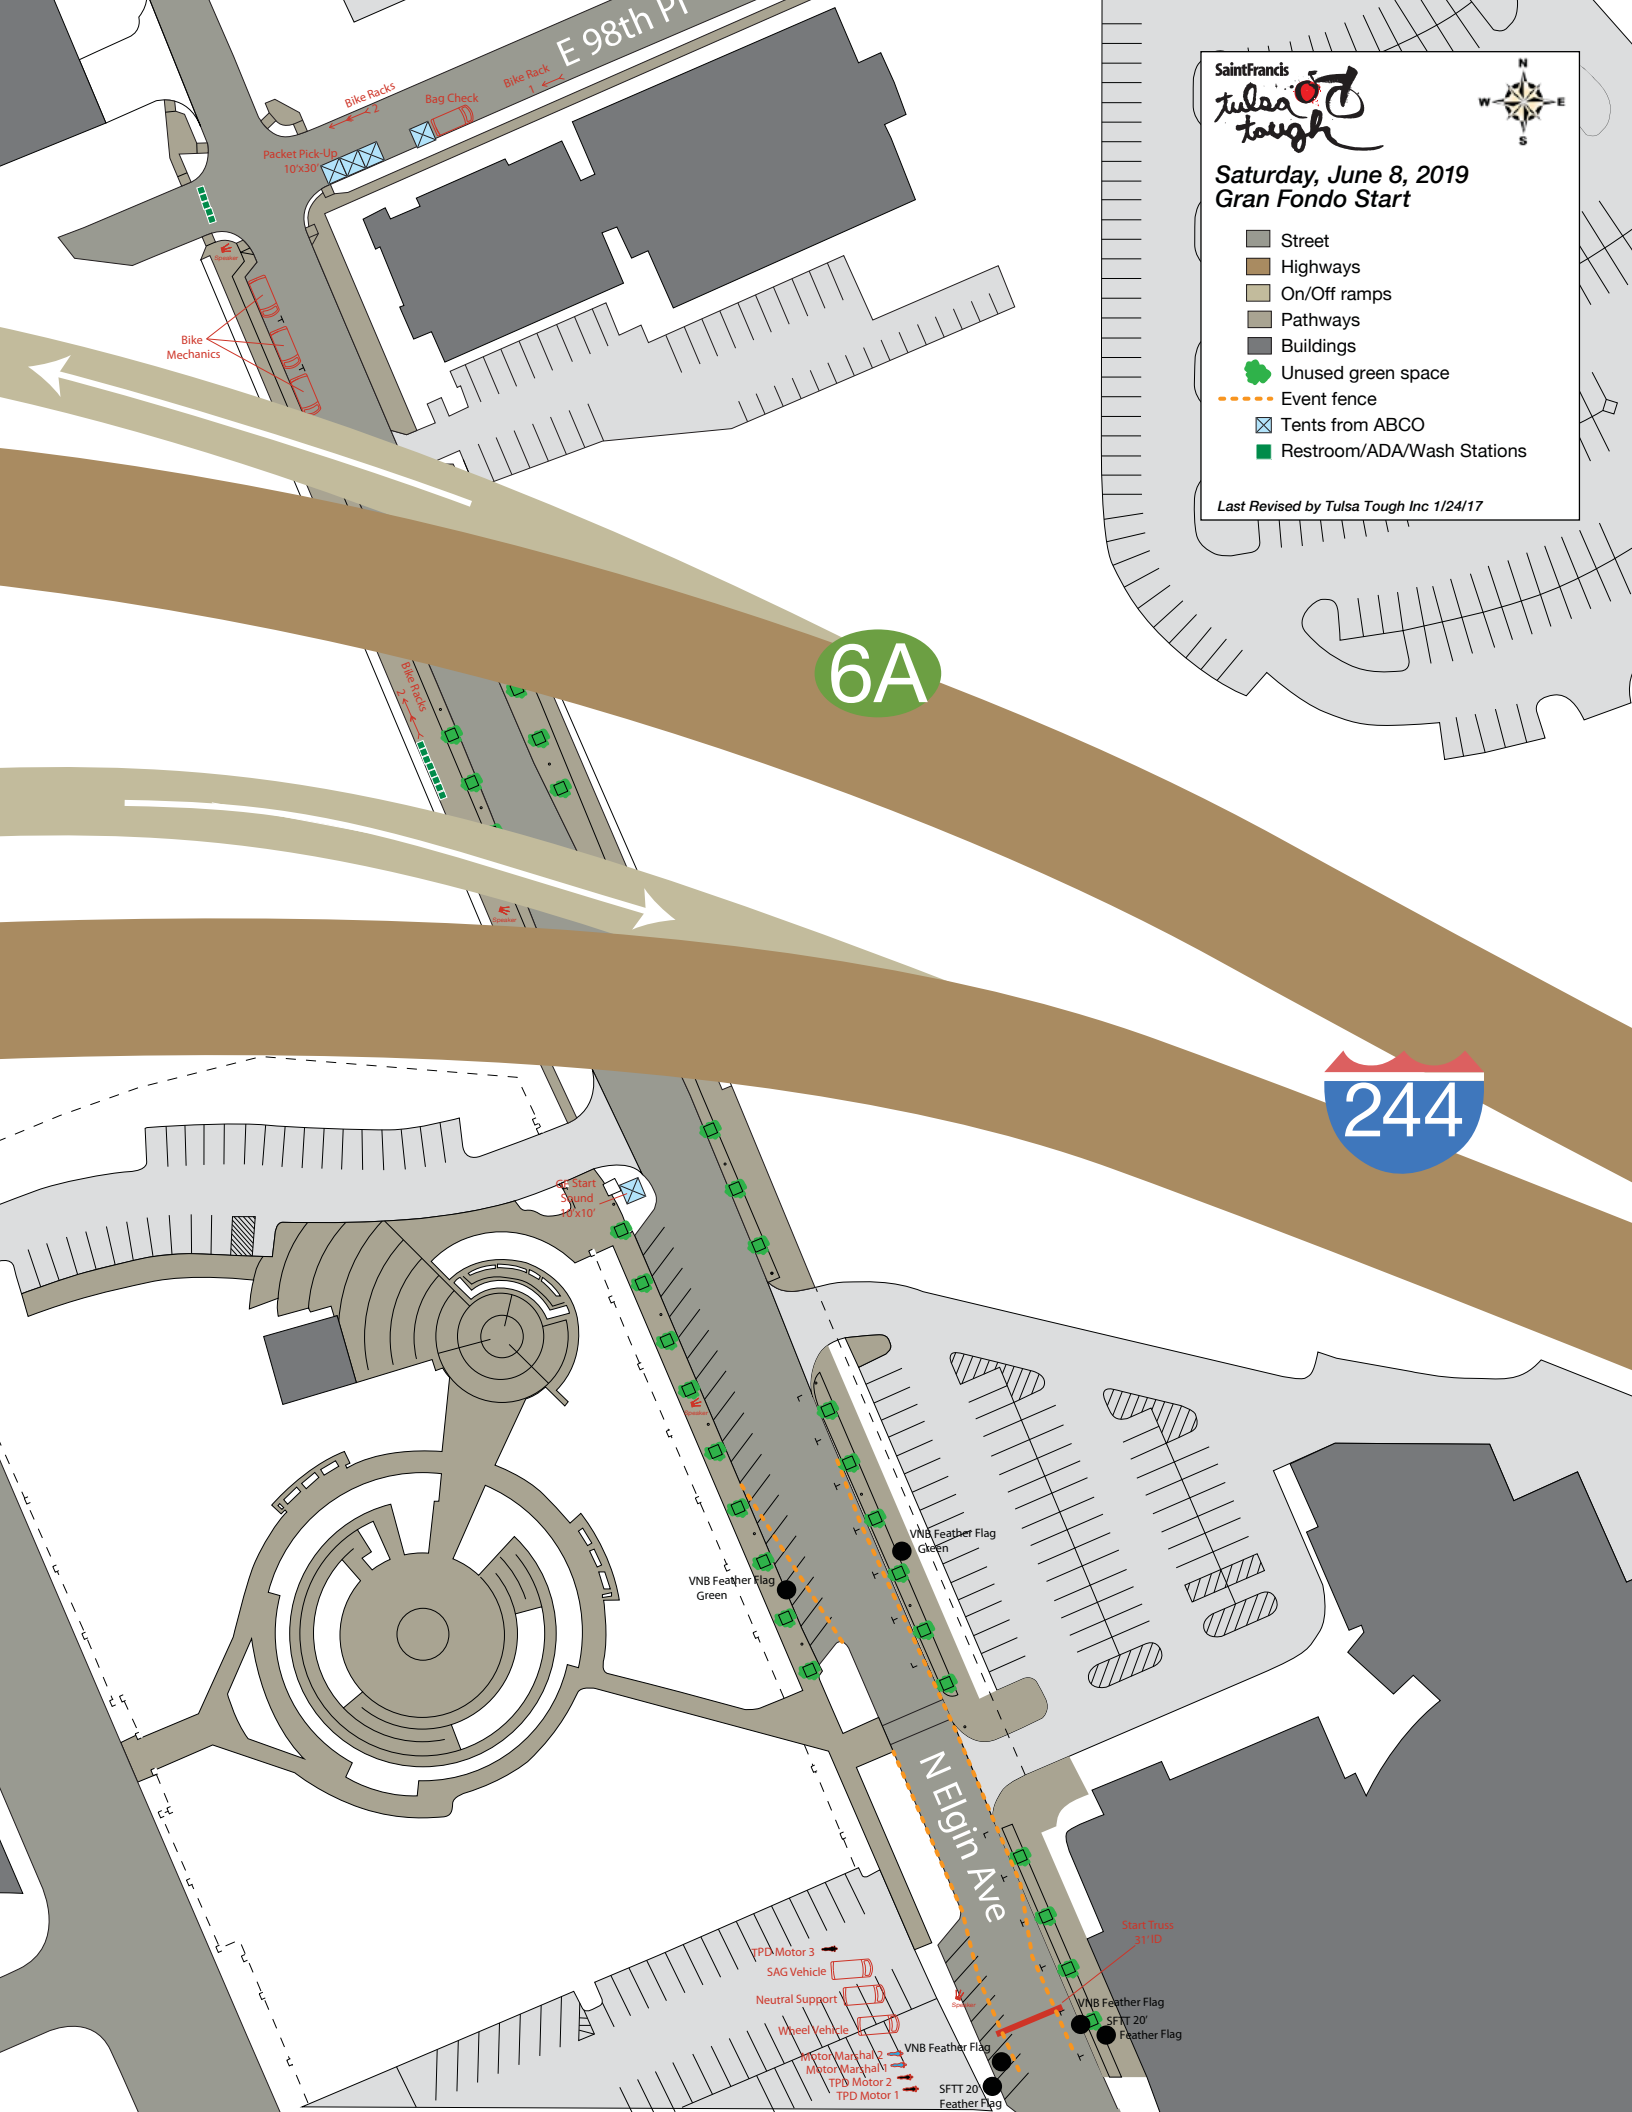 E 98th Pl
Bike Rack
1
Bike Racks
2
Bag Check
Packet Pick-Up
10'x30'
Speaker
Bike
Mechanics
T
T
SaintFrancis
tulsa
tough
N
W
E
S
Saturday, June 8, 2019
Gran Fondo Start
Street
Highways
On/Off ramps
Pathways
Buildings
Unused green space
Event fence
Tents from ABCO
Restroom/ADA/Wash Stations
Last Revised by Tulsa Tough Inc 1/24/17
6A
Bike Racks
2
Speaker
244
GF Start
Sound
10'x10'
Speaker
VNB Feather Flag
Green
VNB Feather Flag
Green
N Elgin Ave
Start Truss
31' ID
TPD Motor 3
SAG Vehicle
Neutral Support
Wheel Vehicle
Motor Marshal 2
Motor Marshal 1
TPD Motor 2
TPD Motor 1
Speaker
VNB Feather Flag
SFTT 20'
Feather Flag
VNB Feather Flag
SFTT 20'
Feather Flag